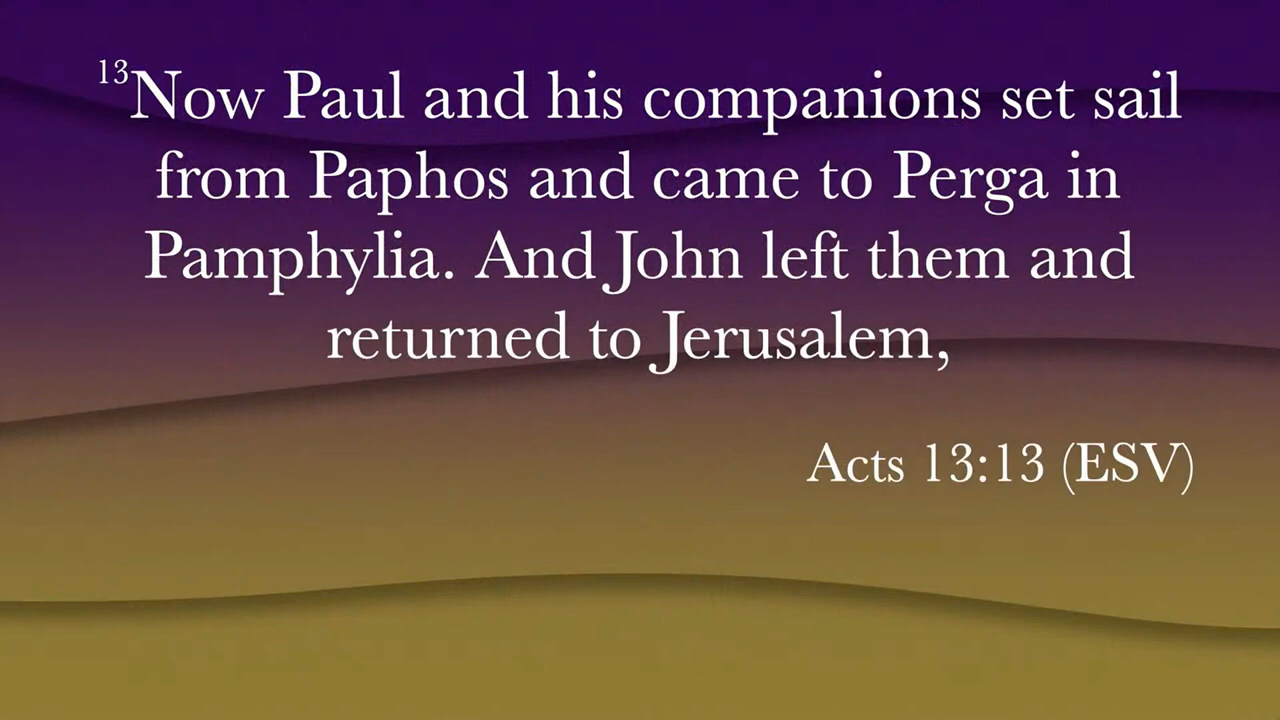 13Now Paul and his companions set sail
from Paphos and came to Perga in
Pamphylia. And John left them and
returned to Jerusalem,
Acts 13:13 (ESV)